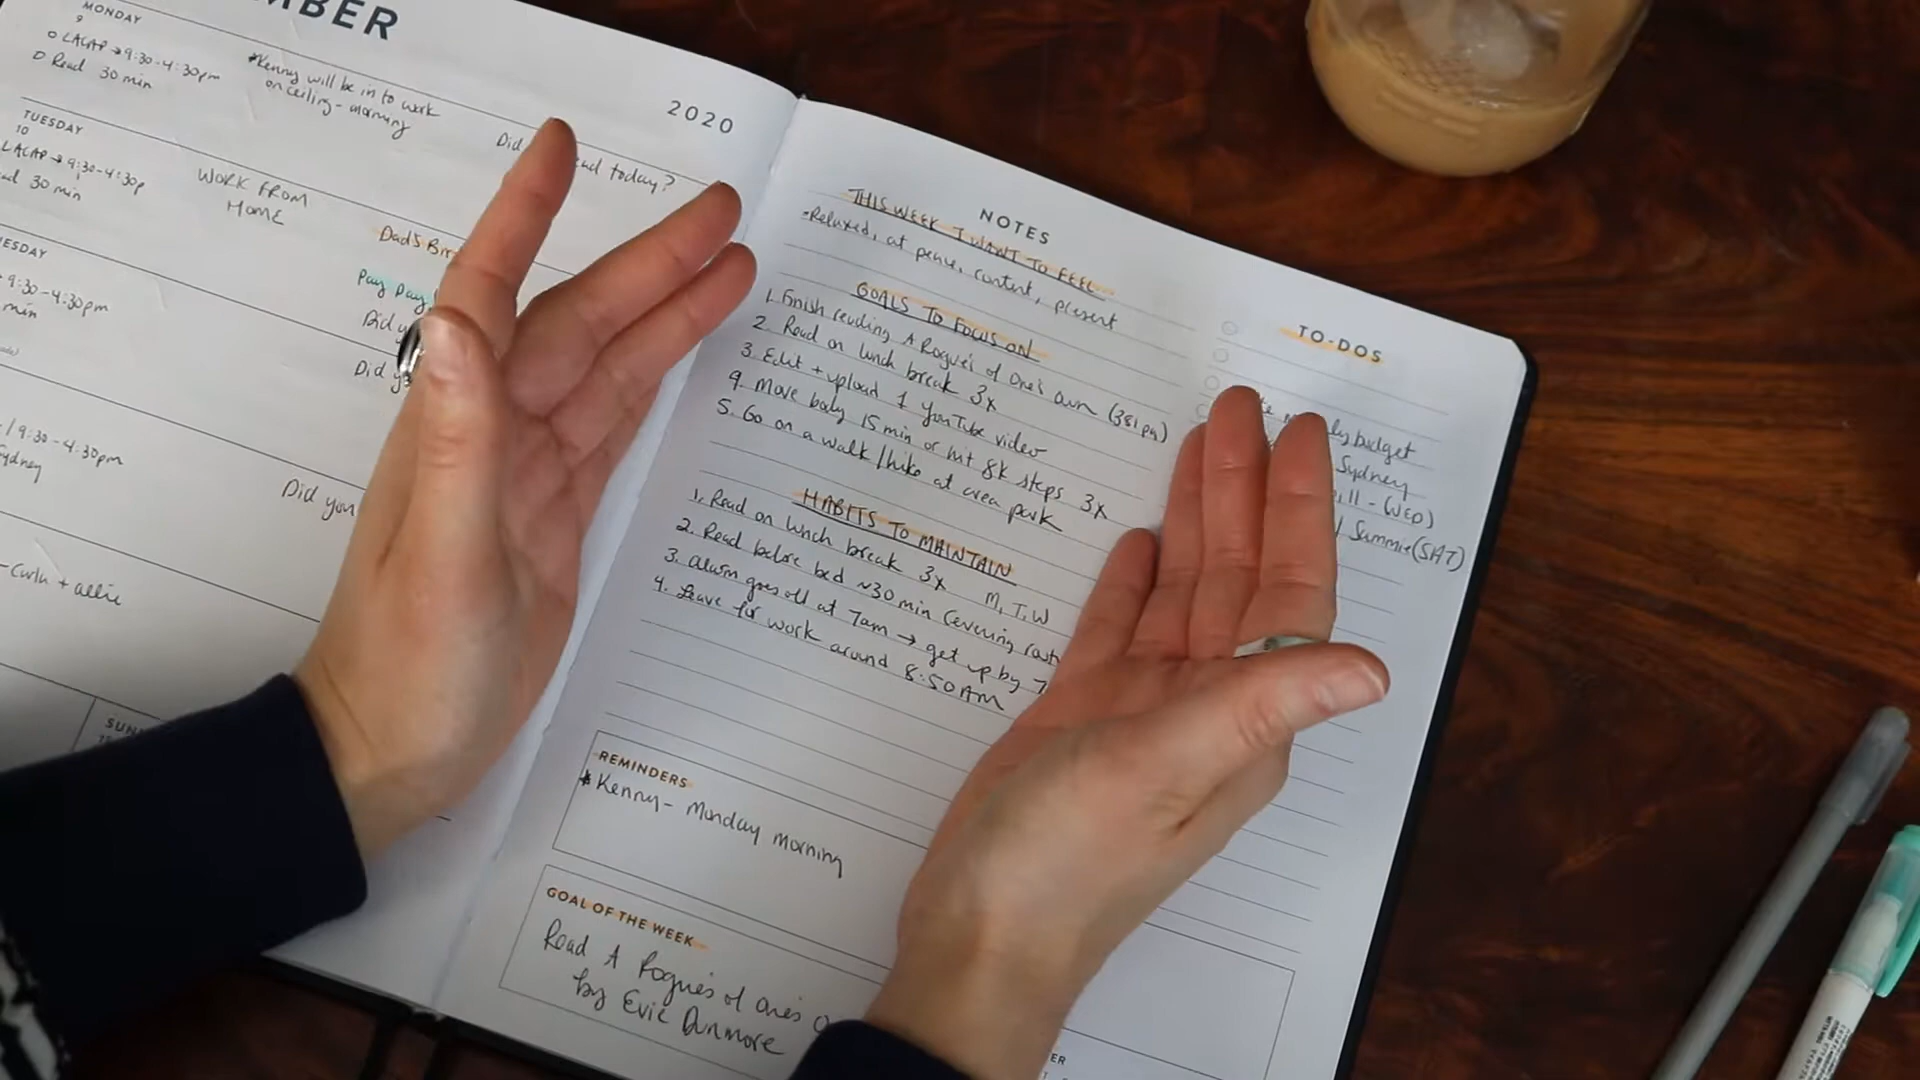 MBER
2020
MONDAY
9
LACAP → 9:30-4:30pm
Read 30 min
*Kenny will be in to work
on ceiling - morning
Did
today?
TUESDAY
10
LACAP → 9:30-4:30p
30 min
WORK FROM
HOME
Dad's
ESDAY
9:30-4:30pm
min
Pay Day
Did
Did
/ 9:30-4:30pm
Sydney
Did you
+ allie
SUN
NOTES
THIS WEEK I WANT TO FEEL
-Relaxed, at peace, content, present
GOALS TO FOCUS ON
1. Finish reading A Rogue's of One's own (381 pg)
2. Read on lunch break 3x
3. Edit + upload 1 YouTube video
4. Move body 15 min or hit 8k steps 3x
5. Go on a walk/hike at area park
HABITS TO MAINTAIN
1. Read on lunch break 3x M, T, W
2. Read before bed ~30 min (evening
3. Alarm goes off at 7am → get up by 7
4. Leave for work around 8:50AM
TO-DOS
budget
Sydney
- (WED)
Sammie (SAT)
REMINDERS
*Kenny - Monday morning
GOAL OF THE WEEK
Read A Rogue's of One's O
by Evie Dunmore
ER